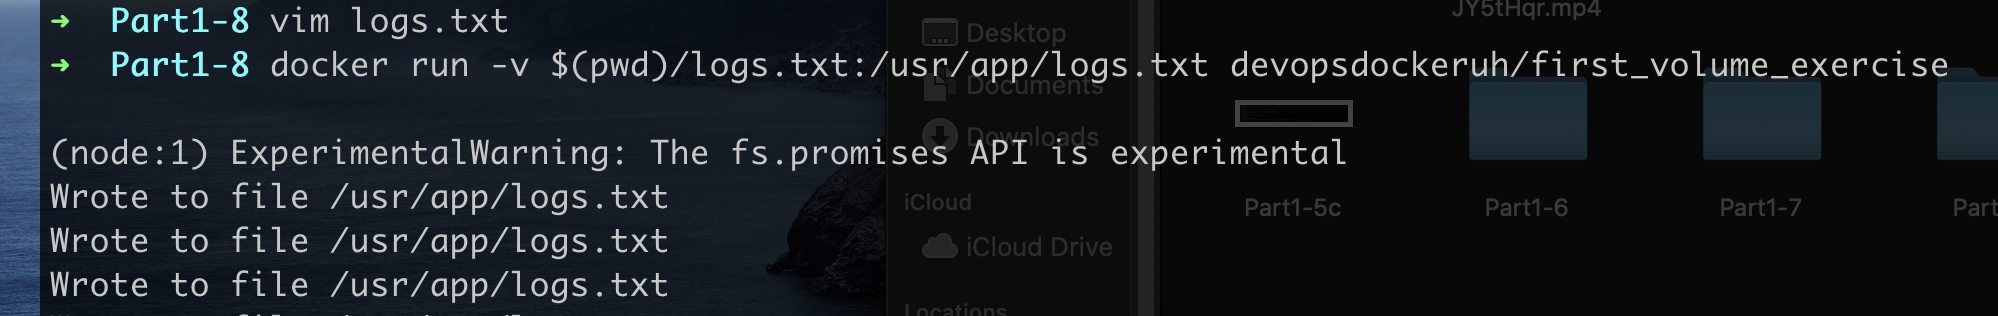 ➜ Part1-8 vim logs.txt
➜ Part1-8 docker run -v $(pwd)/logs.txt:/usr/app/logs.txt devopsdockeruh/first_volume_exercise
(node:1) ExperimentalWarning: The fs.promises API is experimental
Wrote to file /usr/app/logs.txt
Wrote to file /usr/app/logs.txt
Wrote to file /usr/app/logs.txt
Desktop
Documents
Downloads
iCloud
iCloud Drive
Locations
JY5tHqr.mp4
Part1-5c
Part1-6
Part1-7
Part